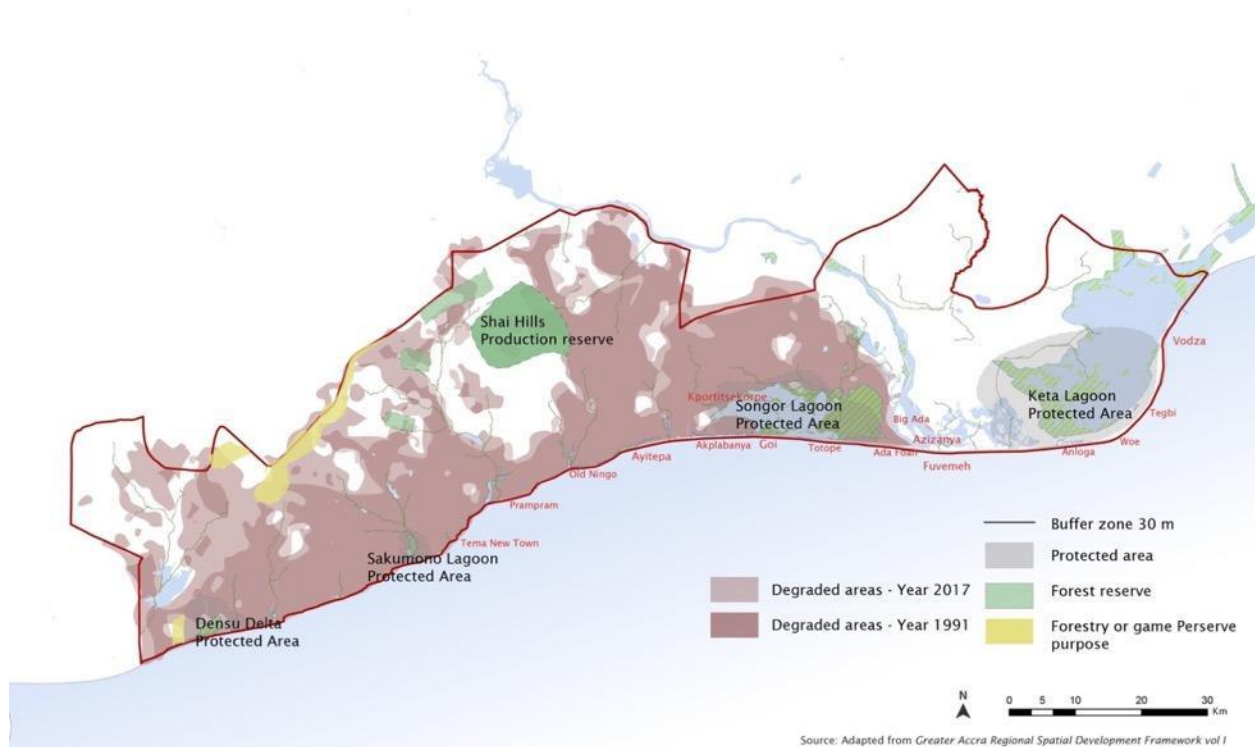 Shai Hills
Production reserve
Vodza
Kportitsekorpe
Songor Lagoon
Protected Area
Keta Lagoon
Protected Area
Tegbi
Big Ada
Azizanya
Woe
Akplabanya
Goi
Totope
Ada Foah
Anloga
Ayitepa
Fuvemeh
Old Ningo
Prampram
Tema New Town
Sakumono Lagoon
Protected Area
Densu Delta
Protected Area
Degraded areas - Year 2017
Degraded areas - Year 1991
Buffer zone 30 m
Protected area
Forest reserve
Forestry or game Perserve
purpose
N
0 5 10 20 30
Km
Source: Adapted from Greater Accra Regional Spatial Development Framework vol I